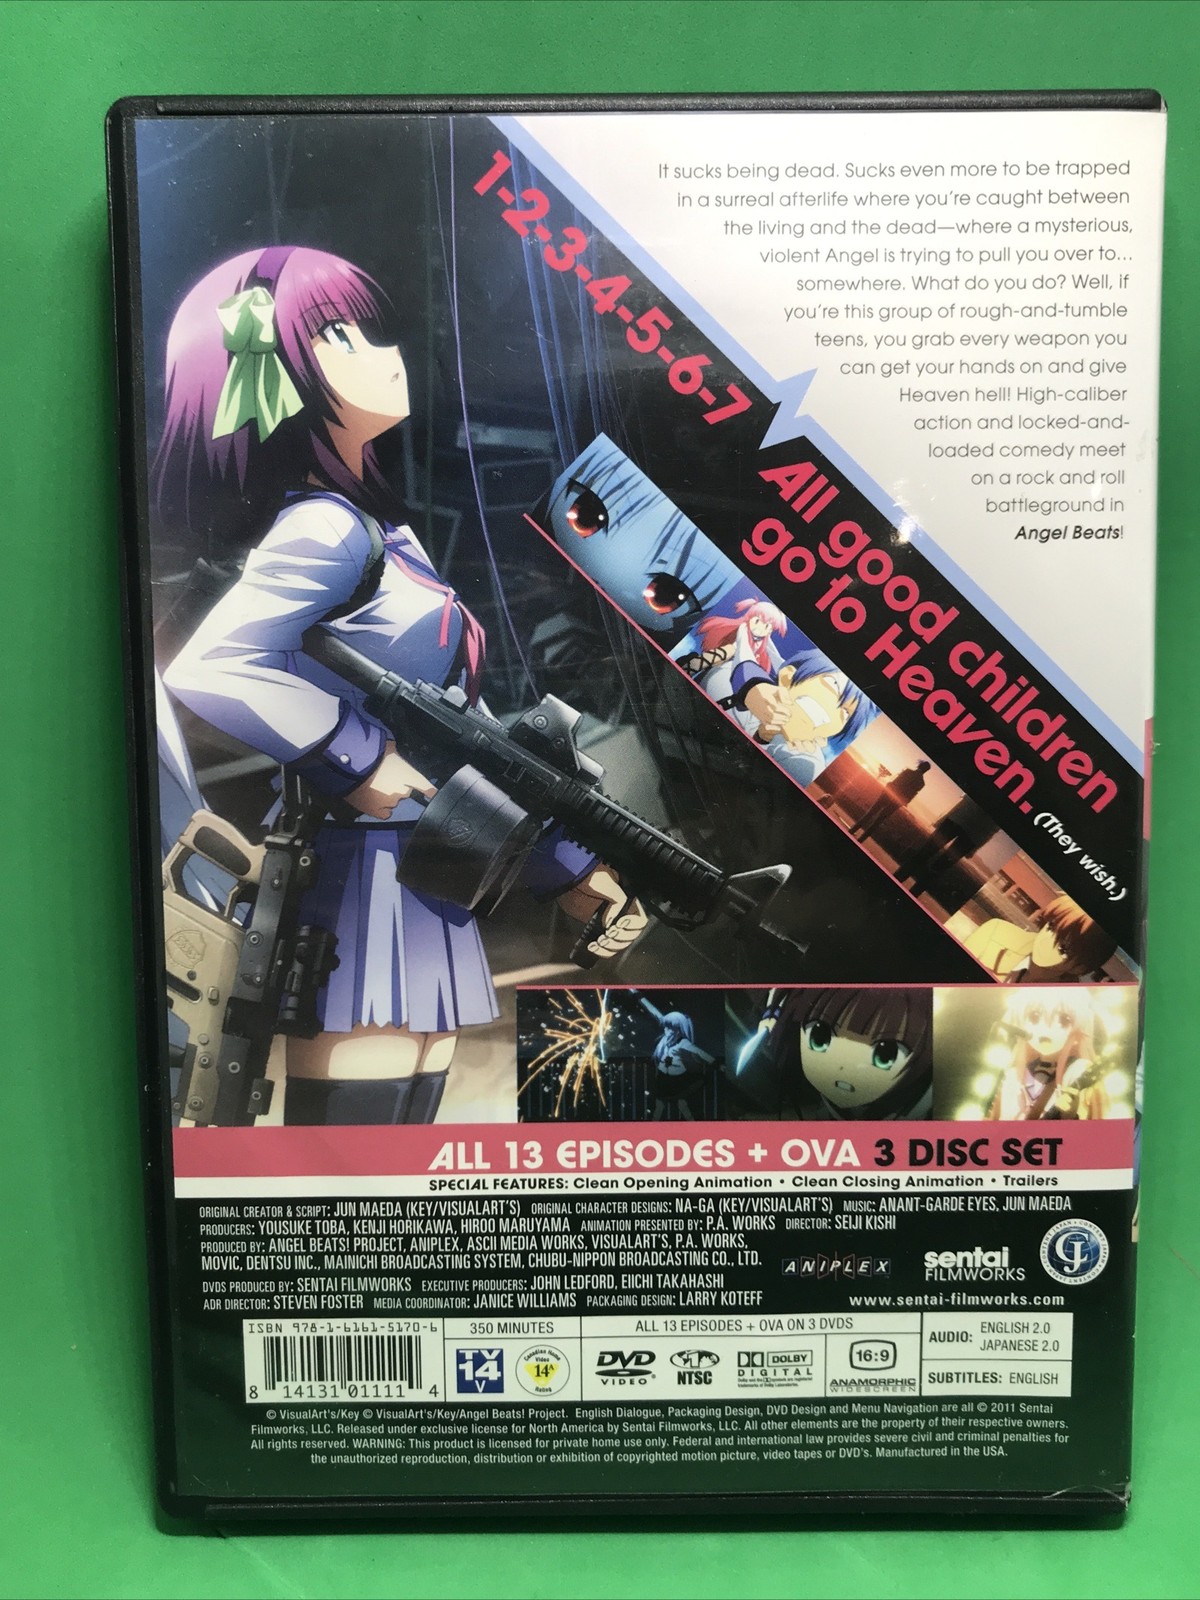 It sucks being dead. Sucks even more to be trapped
in a surreal afterlife where you're caught between
the living and the dead—where a mysterious,
violent Angel is trying to pull you over to...
somewhere. What do you do? Well, if
you're this group of rough-and-tumble
teens, you grab every weapon you
can get your hands on and give
Heaven hell! High-caliber
action and locked-and-
loaded comedy meet
on a rock and roll
battleground in
Angel Beats!
1-2-3-4-5-6-7
All good children
go to Heaven.
(They wish.)
ALL 13 EPISODES + OVA 3 DISC SET
SPECIAL FEATURES: Clean Opening Animation • Clean Closing Animation • Trailers
ORIGINAL CREATOR & SCRIPT: JUN MAEDA (KEY/VISUALART'S) ORIGINAL CHARACTER DESIGNS: NA-GA (KEY/VISUALART'S) MUSIC: ANANT-GARDE EYES, JUN MAEDA
PRODUCERS: YOUSUKE TOBA, KENJI HORIKAWA, HIROO MARUYAMA ANIMATION PRESENTED BY: P.A. WORKS DIRECTOR: SEIJI KISHI
PRODUCED BY: ANGEL BEATS! PROJECT, ANIPLEX, ASCII MEDIA WORKS, VISUALART'S, P.A. WORKS,
MOVIC, DENTSU INC., MAINICHI BROADCASTING SYSTEM, CHUBU-NIPPON BROADCASTING CO., LTD.
DVDS PRODUCED BY: SENTAI FILMWORKS EXECUTIVE PRODUCERS: JOHN LEDFORD, EIICHI TAKAHASHI
ADR DIRECTOR: STEVEN FOSTER MEDIA COORDINATOR: JANICE WILLIAMS PACKAGING DESIGN: LARRY KOTEFF
ANIPLEX
sentai
FILMWORKS
CJ
www.sentai-filmworks.com
ISBN 978-1-6161-5170-6
8 14131 01111 4
350 MINUTES
TV
14
V
Canadian Home
Video
14A
Rating
ALL 13 EPISODES + OVA ON 3 DVDS
DVD
VIDEO
NTSC
DOLBY
DIGITAL
16:9
ANAMORPHIC
WIDESCREEN
AUDIO: ENGLISH 2.0
JAPANESE 2.0
SUBTITLES: ENGLISH
© VisualArt's/Key © VisualArt's/Key/Angel Beats! Project. English Dialogue, Packaging Design, DVD Design and Menu Navigation are all © 2011 Sentai
Filmworks, LLC. Released under exclusive license for North America by Sentai Filmworks, LLC. All other elements are the property of their respective owners.
All rights reserved. WARNING: This product is licensed for private home use only. Federal and international law provides severe civil and criminal penalties for
the unauthorized reproduction, distribution or exhibition of copyrighted motion picture, video tapes or DVD's. Manufactured in the USA.